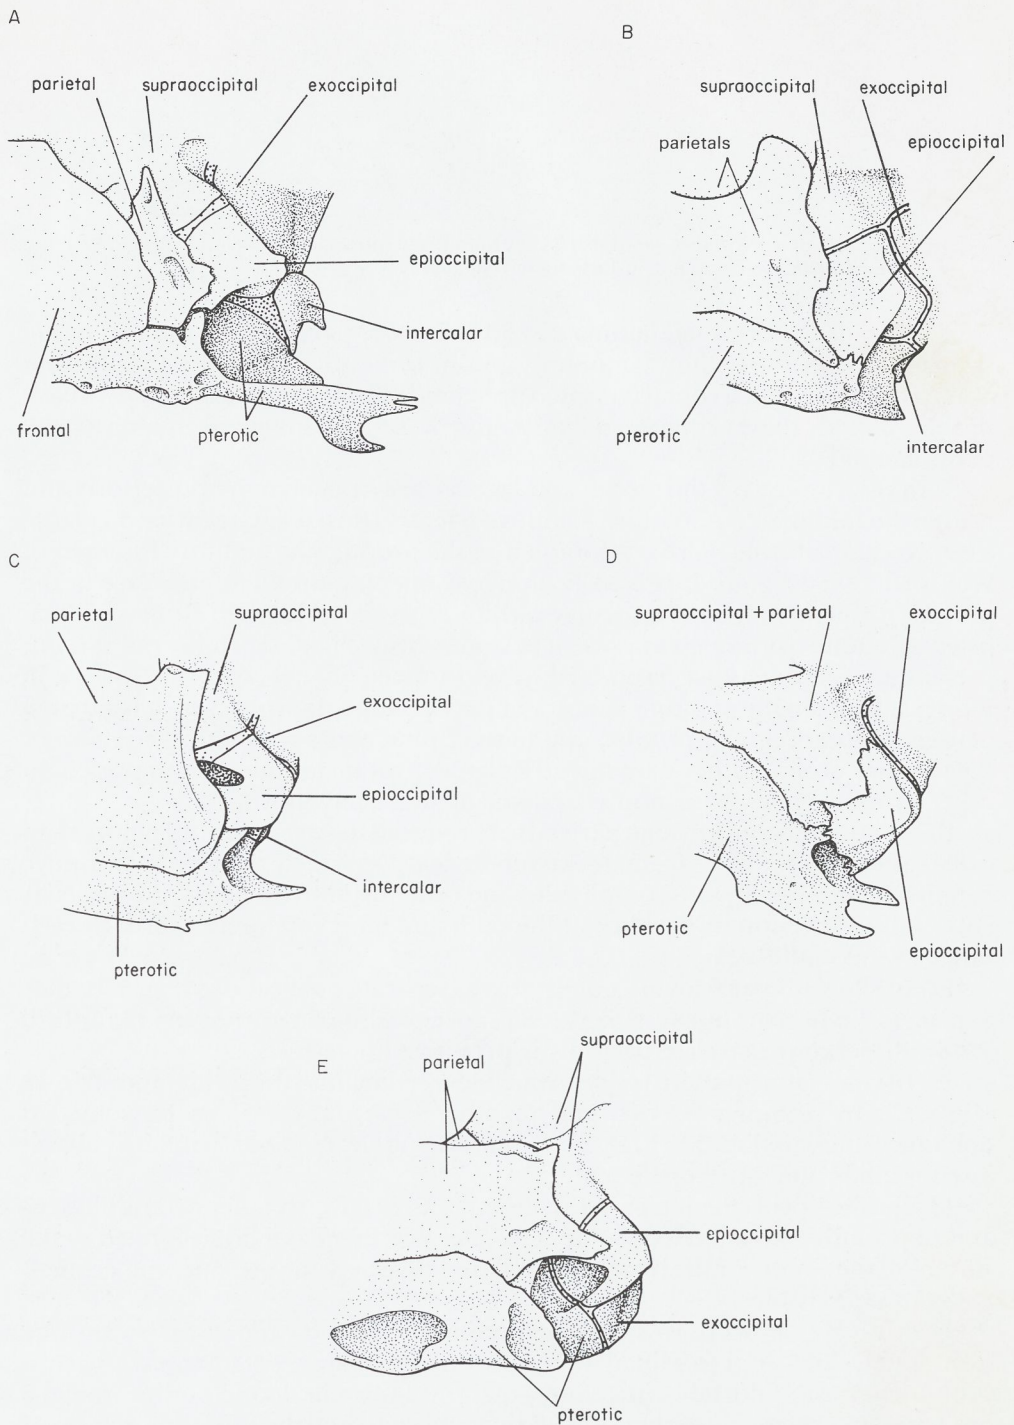 A
parietal
supraoccipital
exoccipital
epioccipital
intercalar
frontal
pterotic
B
supraoccipital
exoccipital
epioccipital
parietals
pterotic
intercalar
C
parietal
supraoccipital
exoccipital
epioccipital
intercalar
pterotic
D
supraoccipital + parietal
exoccipital
pterotic
epioccipital
E
supraoccipital
parietal
epioccipital
exoccipital
pterotic